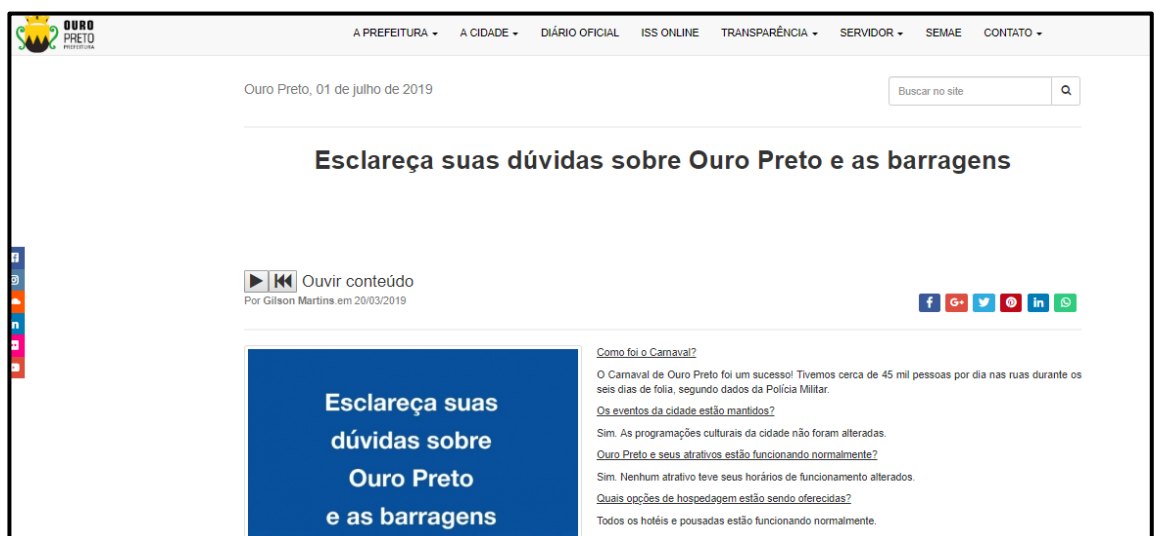 OURO
PRETO
PREFEITURA
A PREFEITURA
A CIDADE
DIÁRIO OFICIAL
ISS ONLINE
TRANSPARÊNCIA
SERVIDOR
SEMAE
CONTATO
Ouro Preto, 01 de julho de 2019
Buscar no site
Esclareça suas dúvidas sobre Ouro Preto e as barragens
Ouvir conteúdo
Por Gilson Martins em 20/03/2019
Esclareça suas
dúvidas sobre
Ouro Preto
e as barragens
Como foi o Carnaval?
O Carnaval de Ouro Preto foi um sucesso! Tivemos cerca de 45 mil pessoas por dia nas ruas durante os
seis dias de folia, segundo dados da Polícia Militar.
Os eventos da cidade estão mantidos?
Sim. As programações culturais da cidade não foram alteradas.
Ouro Preto e seus atrativos estão funcionando normalmente?
Sim. Nenhum atrativo teve seus horários de funcionamento alterados.
Quais opções de hospedagem estão sendo oferecidas?
Todos os hotéis e pousadas estão funcionando normalmente.